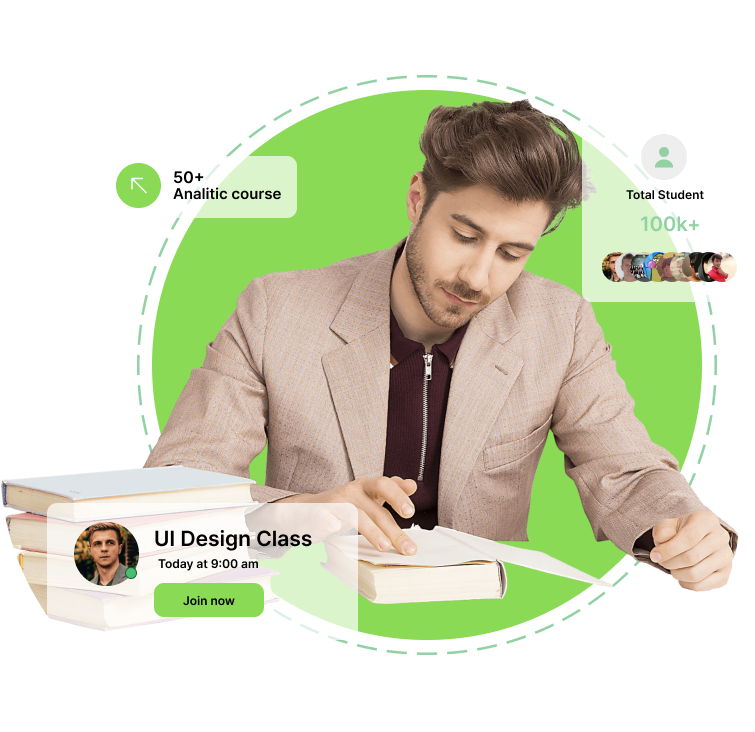 50+
Analitic course
Total Student
100k+
UI Design Class
Today at 9:00 am
Join now